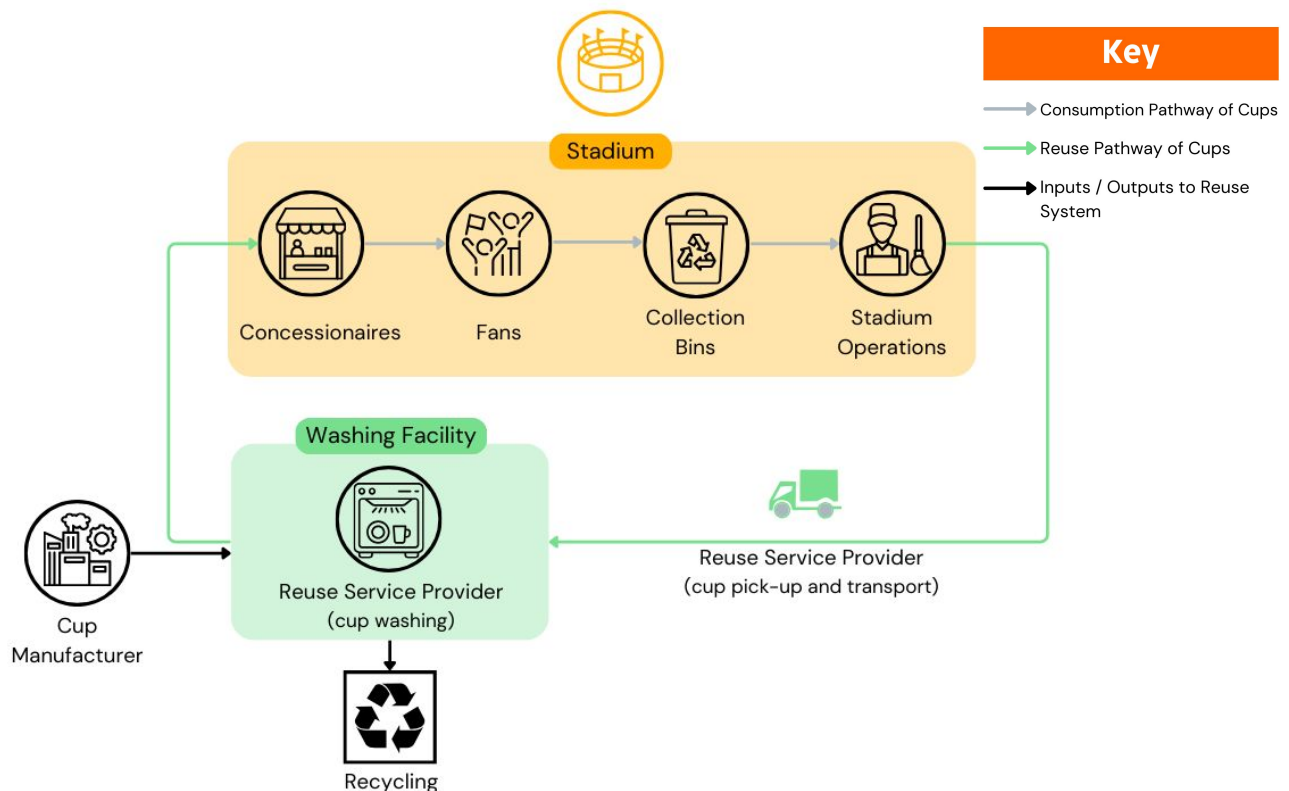 Key
Consumption Pathway of Cups
Reuse Pathway of Cups
Inputs / Outputs to Reuse
System
Stadium
Concessionaires
Fans
Collection
Bins
Stadium
Operations
Washing Facility
Reuse Service Provider
(cup washing)
Reuse Service Provider
(cup pick-up and transport)
Cup
Manufacturer
Recycling